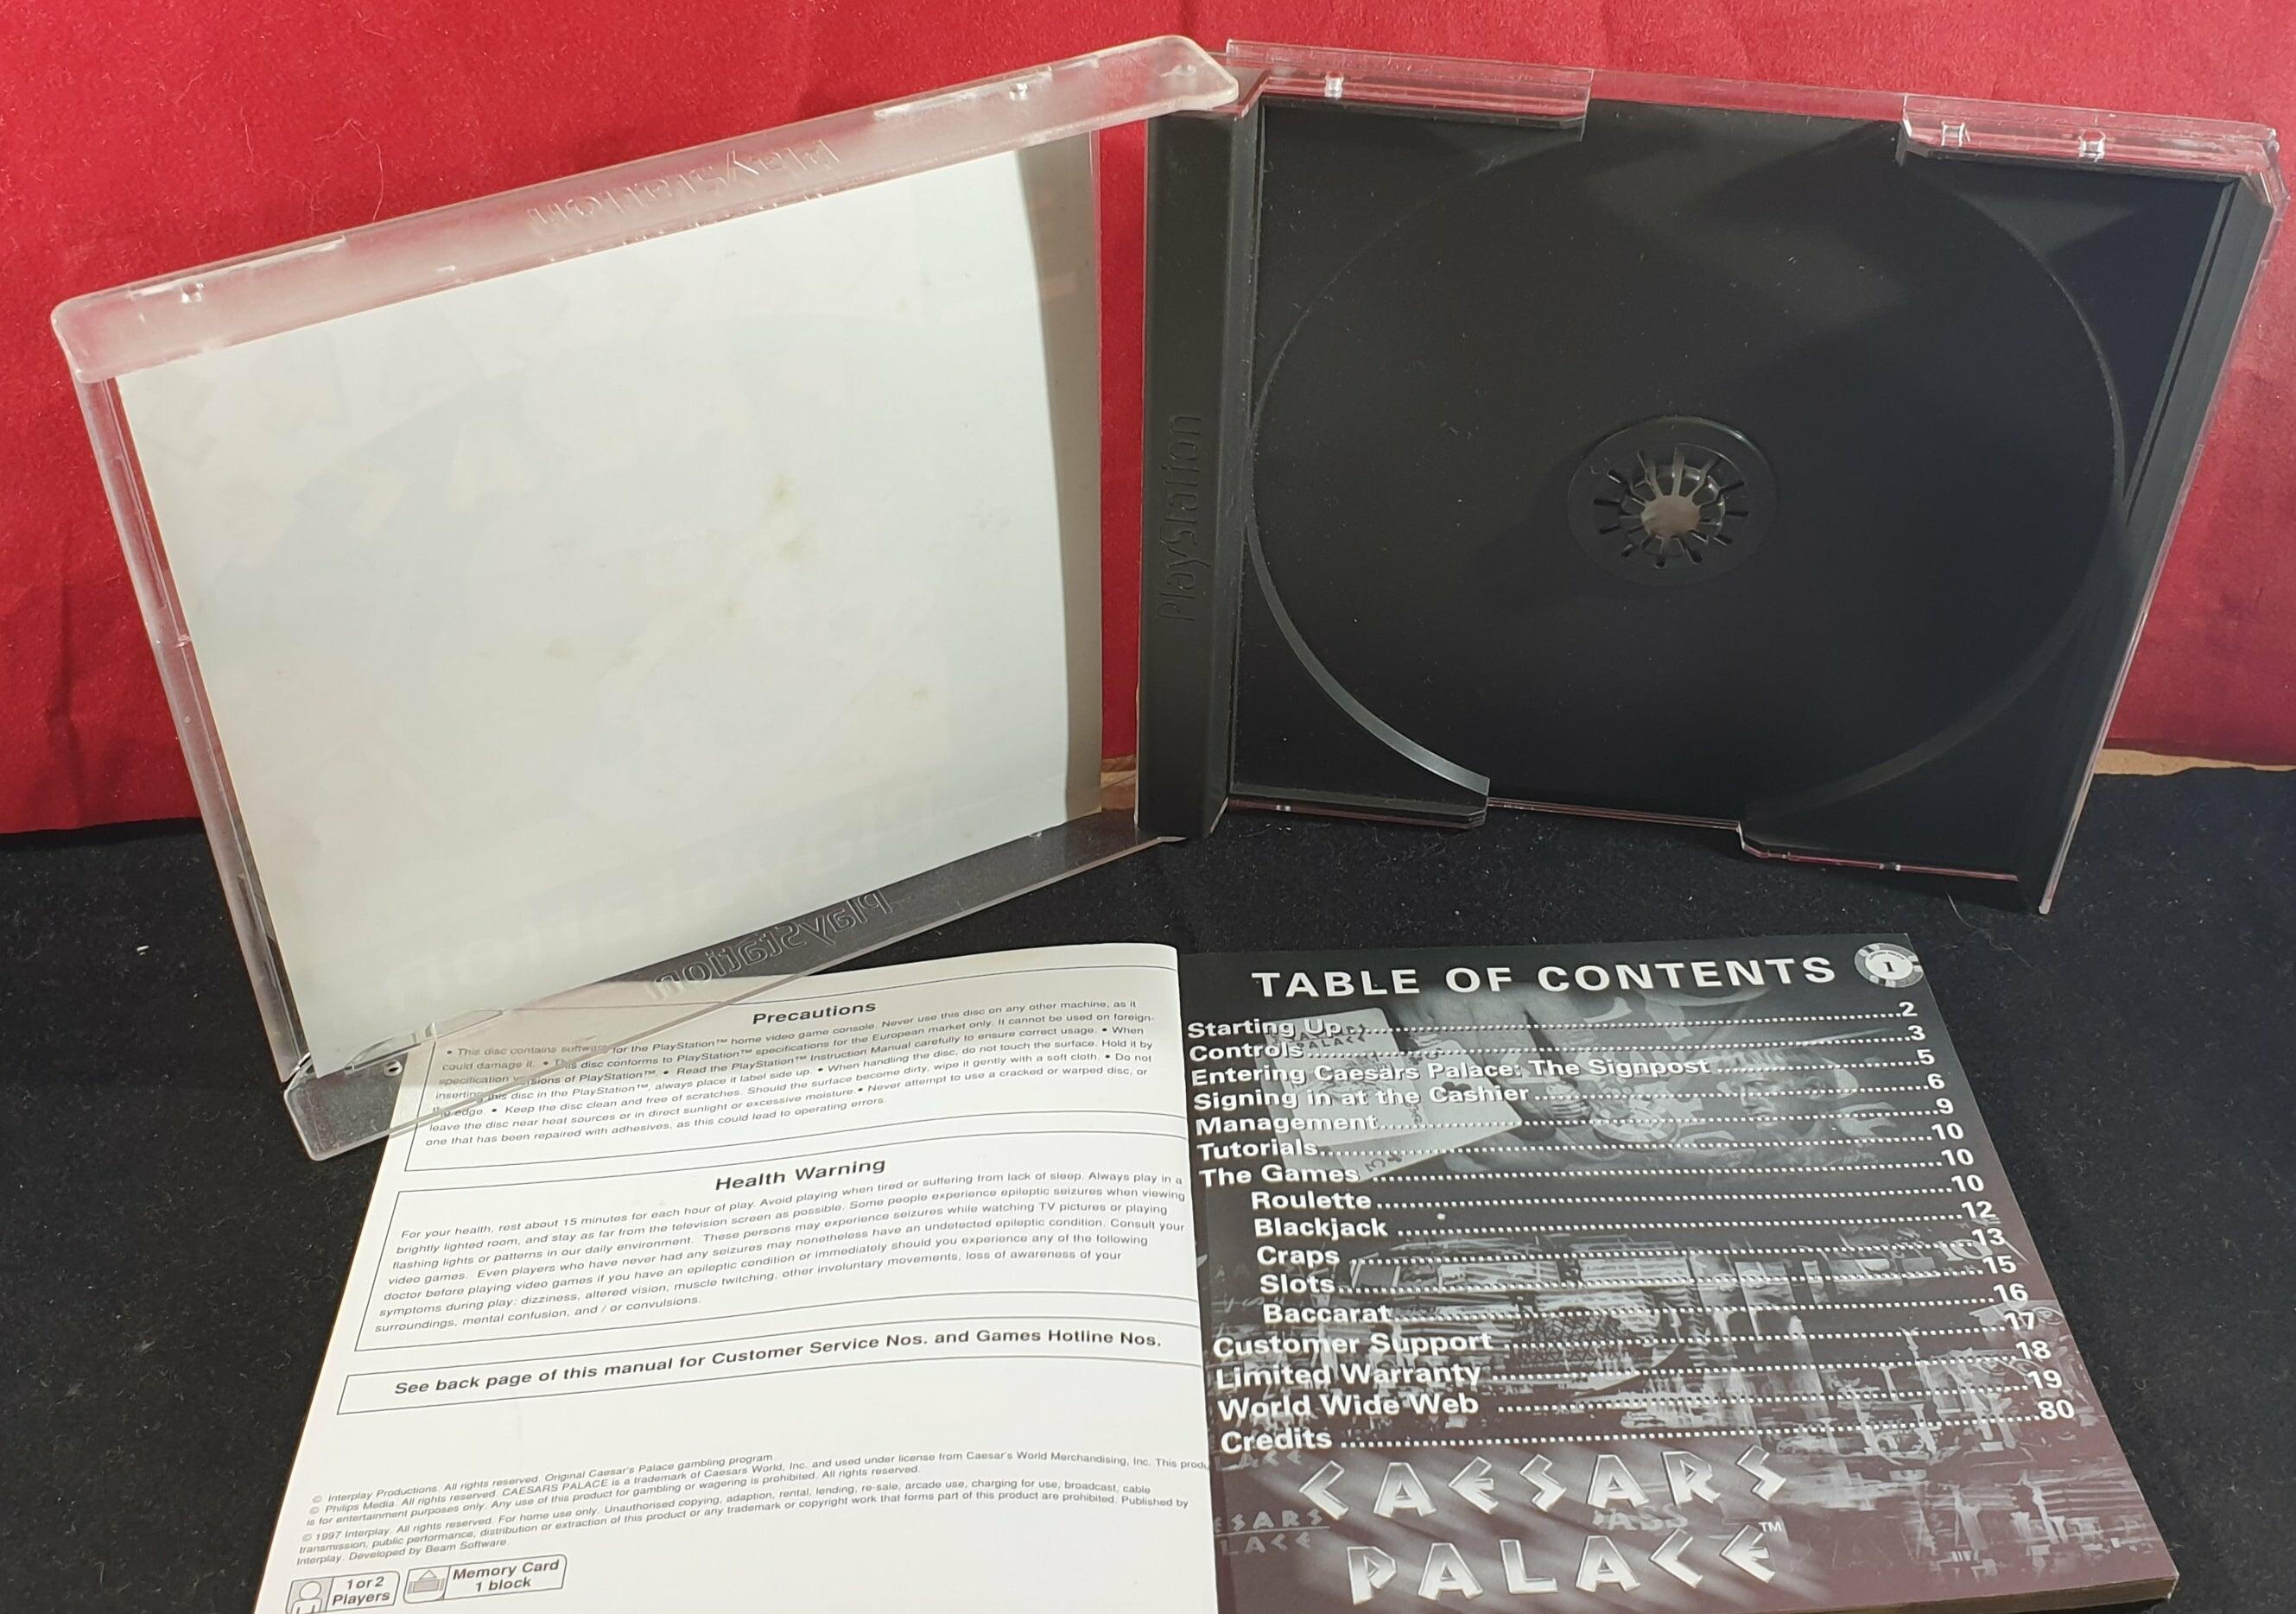 PlayStation
PlayStation
PlayStation
Precautions
• This disc contains software for the PlayStation™ home video game console. Never use this disc on any other machine, as it
could damage it. • This disc conforms to PlayStation™ specifications for the European market only. It cannot be used on foreign-
specification versions of PlayStation™. • Read the PlayStation™ Instruction Manual carefully to ensure correct usage. • When
inserting this disc in the PlayStation™, always place it label side up. • When handling the disc, do not touch the surface. Hold it by
the edge. • Keep the disc clean and free of scratches. Should the surface become dirty, wipe it gently with a soft cloth. • Do not
leave the disc near heat sources or in direct sunlight or excessive moisture. • Never attempt to use a cracked or warped disc, or
one that has been repaired with adhesives, as this could lead to operating errors.
Health Warning
For your health, rest about 15 minutes for each hour of play. Avoid playing when tired or suffering from lack of sleep. Always play in a
brightly lighted room, and stay as far from the television screen as possible. Some people experience epileptic seizures when viewing
flashing lights or patterns in our daily environment. These persons may experience seizures while watching TV pictures or playing
video games. Even players who have never had any seizures may nonetheless have an undetected epileptic condition. Consult your
doctor before playing video games if you have an epileptic condition or immediately should you experience any of the following
symptoms during play: dizziness, altered vision, muscle twitching, other involuntary movements, loss of awareness of your
surroundings, mental confusion, and / or convulsions.
See back page of this manual for Customer Service Nos. and Games Hotline Nos.
© Interplay Productions. All rights reserved. Original Caesar's Palace gambling program.
© Philips Media. All rights reserved. CAESARS PALACE is a trademark of Caesars World, Inc. and used under license from Caesar's World Merchandising, Inc. This produ
is for entertainment purposes only. Any use of this product for gambling or wagering is prohibited. All rights reserved.
© 1997 Interplay. All rights reserved. For home use only. Unauthorised copying, adaption, rental, lending, re-sale, arcade use, charging for use, broadcast, cable
transmission, public performance, distribution or extraction of this product or any trademark or copyright work that forms part of this product are prohibited. Published by
Interplay. Developed by Beam Software.
1 or 2
Players
Memory Card
1 block
TABLE OF CONTENTS 1
Starting Up 2
Controls 3
Entering Caesars Palace: The Signpost 5
Signing in at the Cashier 6
Management 9
Tutorials 10
The Games 10
Roulette 10
Blackjack 12
Craps 13
Slots 15
Baccarat 16
Customer Support 17
Limited Warranty 18
World Wide Web 19
Credits 80
CAESARS
PALACE™